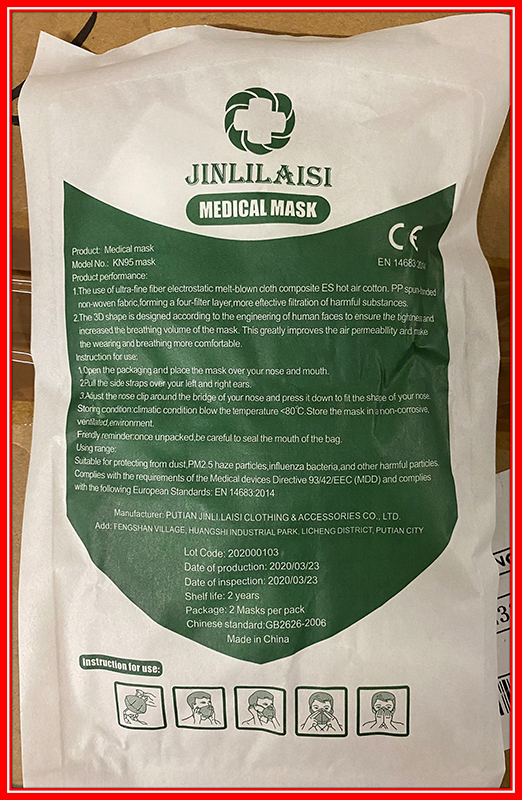 JINLILAISI
MEDICAL MASK
CE
EN 14683:2014
Product: Medical mask
Model No.: KN95 mask
Product performance:
1.The use of ultra-fine fiber electrostatic melt-blown cloth composite ES hot air cotton. PP spun-bonded
non-woven fabric,forming a four-filter layer,more efective filtration of harmful substances.
2.The 3D shape is designed according to the engineering of human faces to ensure the tightness and
increased the breathing volume of the mask. This greatly improves the air permeability and make
the wearing and breathing more comfortable.
Instruction for use:
1.Open the packaging and place the mask over your nose and mouth.
2.Pull the side straps over your left and right ears.
3.Adjust the nose clip around the bridge of your nose and press it down to fit the shape of your nose.
Storing condition:climatic condition blow the temperature <80℃.Store the mask in a non-corrosive,
ventilated,environment.
Friendly reminder:once unpacked,be careful to seal the mouth of the bag.
Using range:
Suitable for protecting from dust,PM2.5 haze particles,influenza bacteria,and other harmful particles.
Complies with the requirements of the Medical devices Directive 93/42/EEC (MDD) and complies
with the following European Standards: EN 14683:2014
Manufacturer: PUTIAN JINLI.LAISI CLOTHING & ACCESSORIES CO., LTD.
Add: FENGSHAN VILLAGE, HUANGSHI INDUSTRIAL PARK, LICHENG DISTRICT, PUTIAN CITY
Lot Code: 202000103
Date of production: 2020/03/23
Date of inspection: 2020/03/23
Shelf life: 2 years
Package: 2 Masks per pack
Chinese standard:GB2626-2006
Made in China
Instruction for use: